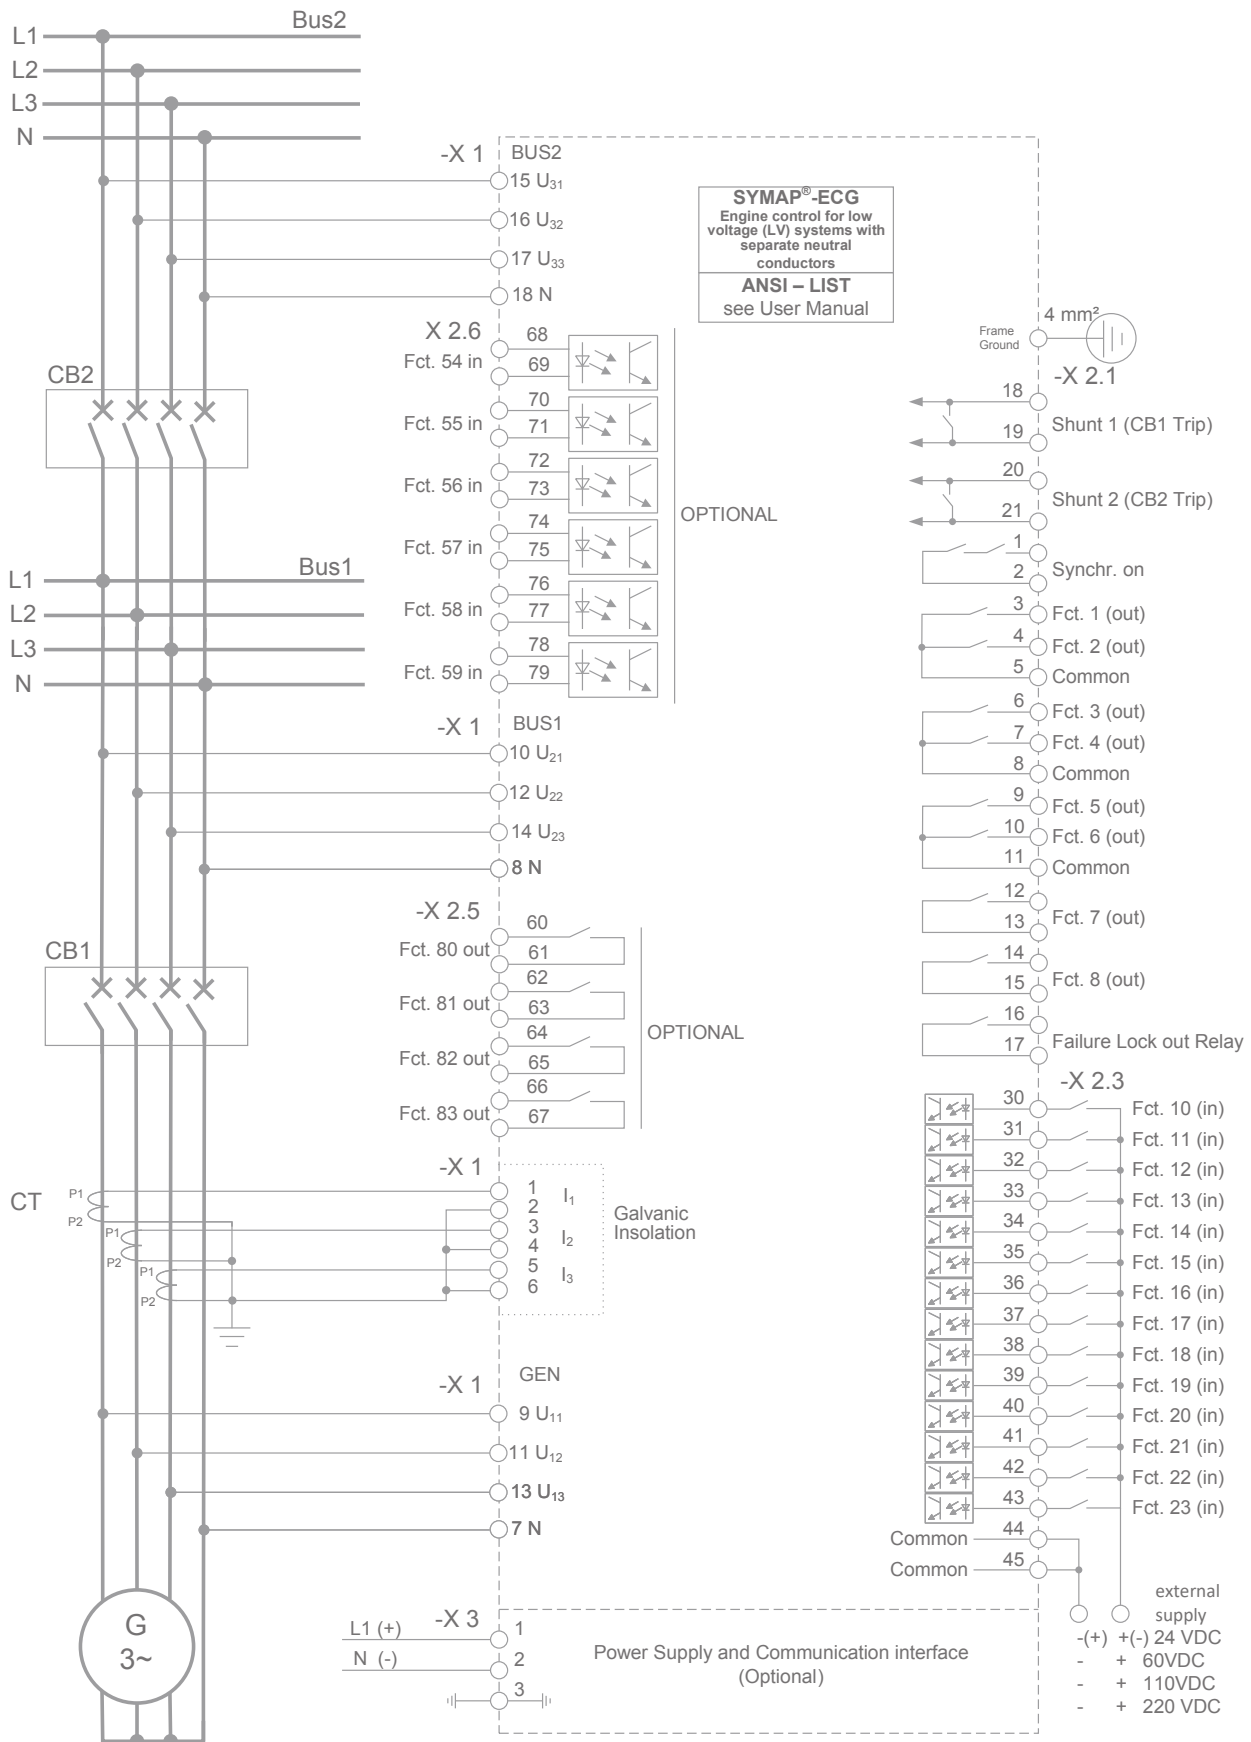 Bus2
L1
L2
L3
N
-X 1
BUS2
15 U₃₁
16 U₃₂
17 U₃₃
18 N
SYMAP®-ECG
Engine control for low
voltage (LV) systems with
separate neutral
conductors
ANSI – LIST
see User Manual
X 2.6
Fct. 54 in
68
69
Fct. 55 in
70
71
Fct. 56 in
72
73
Fct. 57 in
74
75
Fct. 58 in
76
77
Fct. 59 in
78
79
OPTIONAL
CB2
Bus1
L1
L2
L3
N
-X 1
BUS1
10 U₂₁
12 U₂₂
14 U₂₃
8 N
-X 2.5
Fct. 80 out
60
61
Fct. 81 out
62
63
Fct. 82 out
64
65
Fct. 83 out
66
67
OPTIONAL
CB1
CT
P1
P2
P1
P2
P1
P2
-X 1
1
2
3
4
5
6
I₁
I₂
I₃
Galvanic
Insolation
-X 1
GEN
9 U₁₁
11 U₁₂
13 U₁₃
7 N
G
3~
L1 (+)
N (-)
-X 3
1
2
3
Power Supply and Communication interface
(Optional)
Frame
Ground
4 mm²
-X 2.1
18
19
Shunt 1 (CB1 Trip)
20
21
Shunt 2 (CB2 Trip)
1
2
Synchr. on
3
Fct. 1 (out)
4
Fct. 2 (out)
5
Common
6
Fct. 3 (out)
7
Fct. 4 (out)
8
Common
9
Fct. 5 (out)
10
Fct. 6 (out)
11
Common
12
13
Fct. 7 (out)
14
15
Fct. 8 (out)
16
17
Failure Lock out Relay
-X 2.3
30
Fct. 10 (in)
31
Fct. 11 (in)
32
Fct. 12 (in)
33
Fct. 13 (in)
34
Fct. 14 (in)
35
Fct. 15 (in)
36
Fct. 16 (in)
37
Fct. 17 (in)
38
Fct. 18 (in)
39
Fct. 19 (in)
40
Fct. 20 (in)
41
Fct. 21 (in)
42
Fct. 22 (in)
43
Fct. 23 (in)
Common 44
Common 45
external
supply
-(+) +(-) 24 VDC
- + 60VDC
- + 110VDC
- + 220 VDC